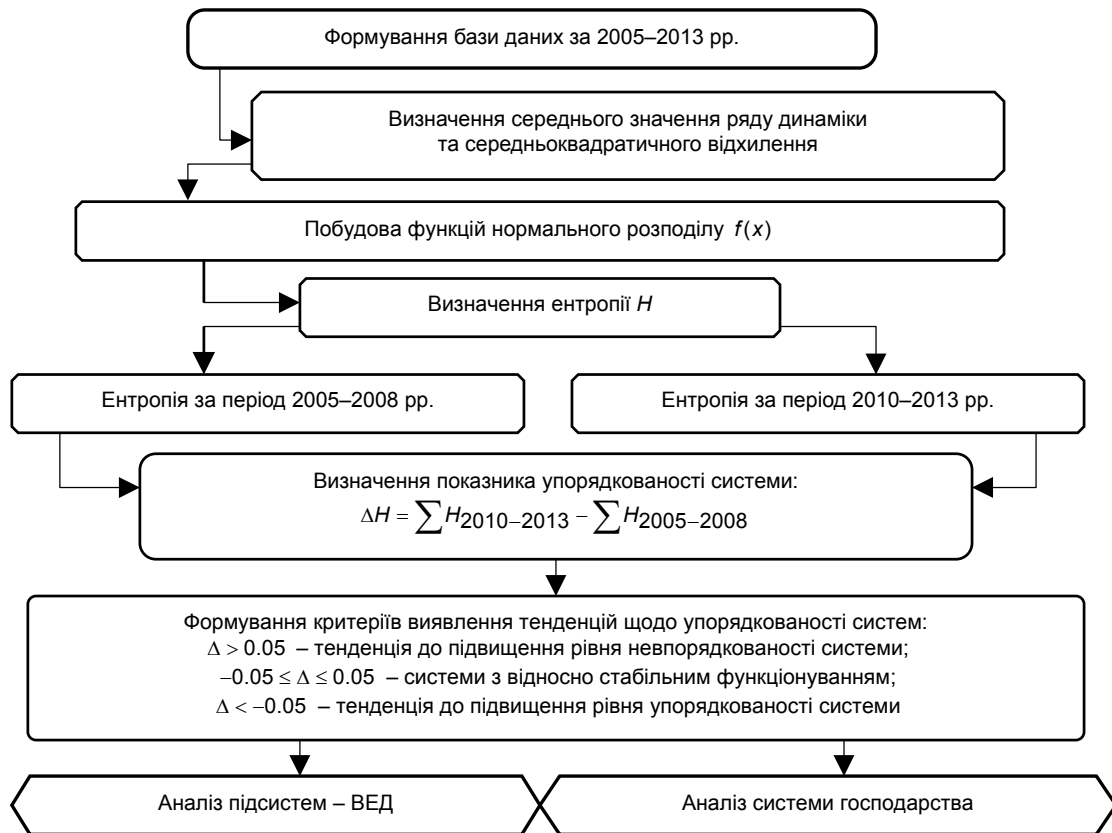 Формування бази даних за 2005–2013 рр.
Визначення середнього значення ряду динаміки
та середньоквадратичного відхилення
Побудова функцій нормального розподілу f(x)
Визначення ентропії H
Ентропія за період 2005–2008 рр.
Ентропія за період 2010–2013 рр.
Визначення показника упорядкованості системи:
ΔH = ∑H2010–2013 − ∑H2005–2008
Формування критеріїв виявлення тенденцій щодо упорядкованості систем:
Δ > 0.05 – тенденція до підвищення рівня невпорядкованості системи;
−0.05 ≤ Δ ≤ 0.05 – системи з відносно стабільним функціонуванням;
Δ < −0.05 – тенденція до підвищення рівня упорядкованості системи
Аналіз підсистем – ВЕД
Аналіз системи господарства